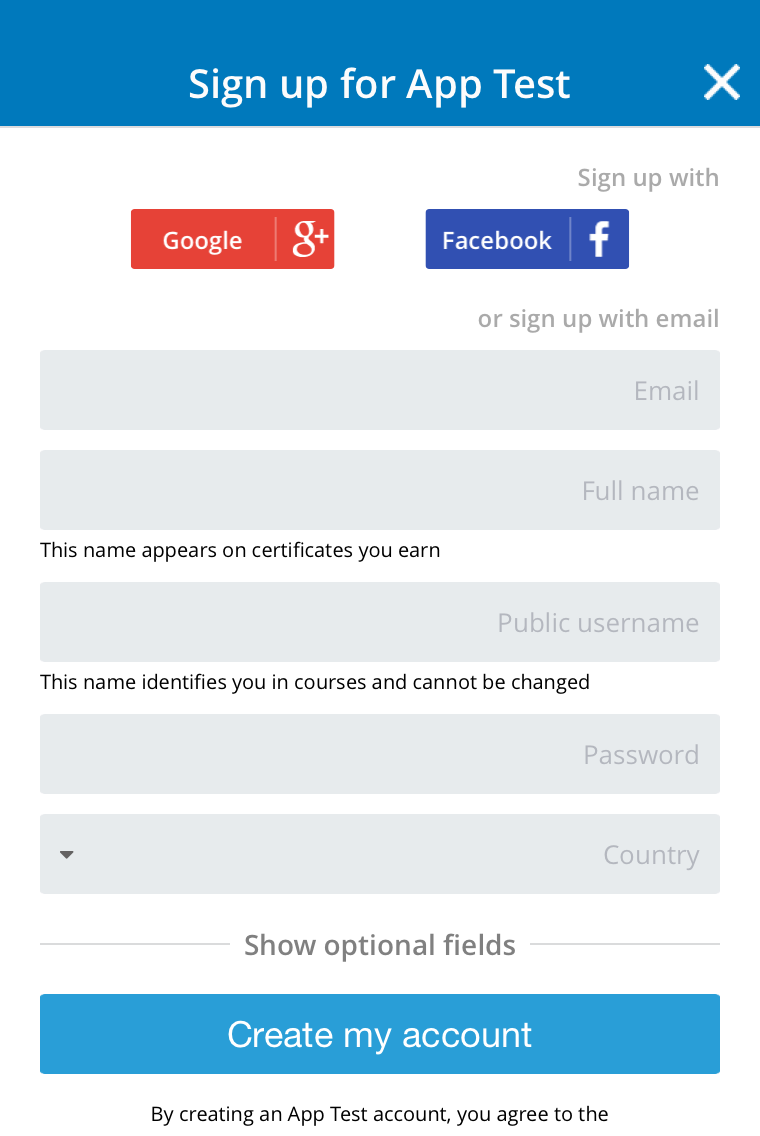 Sign up for App Test
Sign up with
Google g+
Facebook f
or sign up with email
Email
Full name
This name appears on certificates you earn
Public username
This name identifies you in courses and cannot be changed
Password
Country
Show optional fields
Create my account
By creating an App Test account, you agree to the